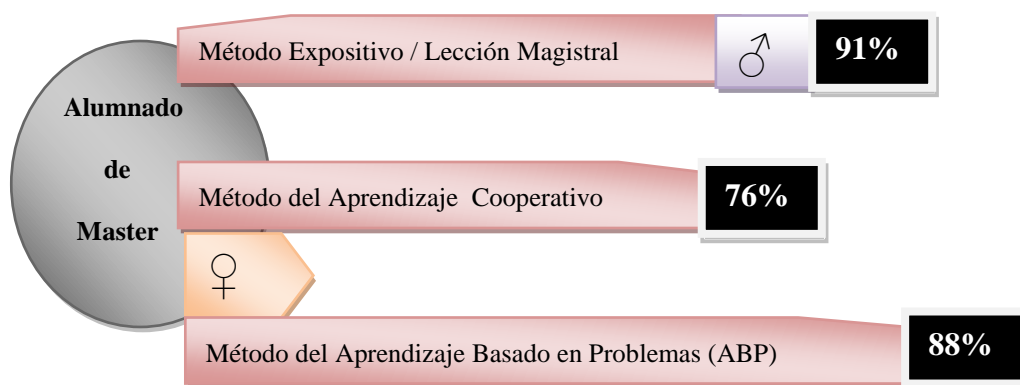 Método Expositivo / Lección Magistral ♂ 91%
Alumnado
de
Master
Método del Aprendizaje Cooperativo 76%
♀
Método del Aprendizaje Basado en Problemas (ABP) 88%